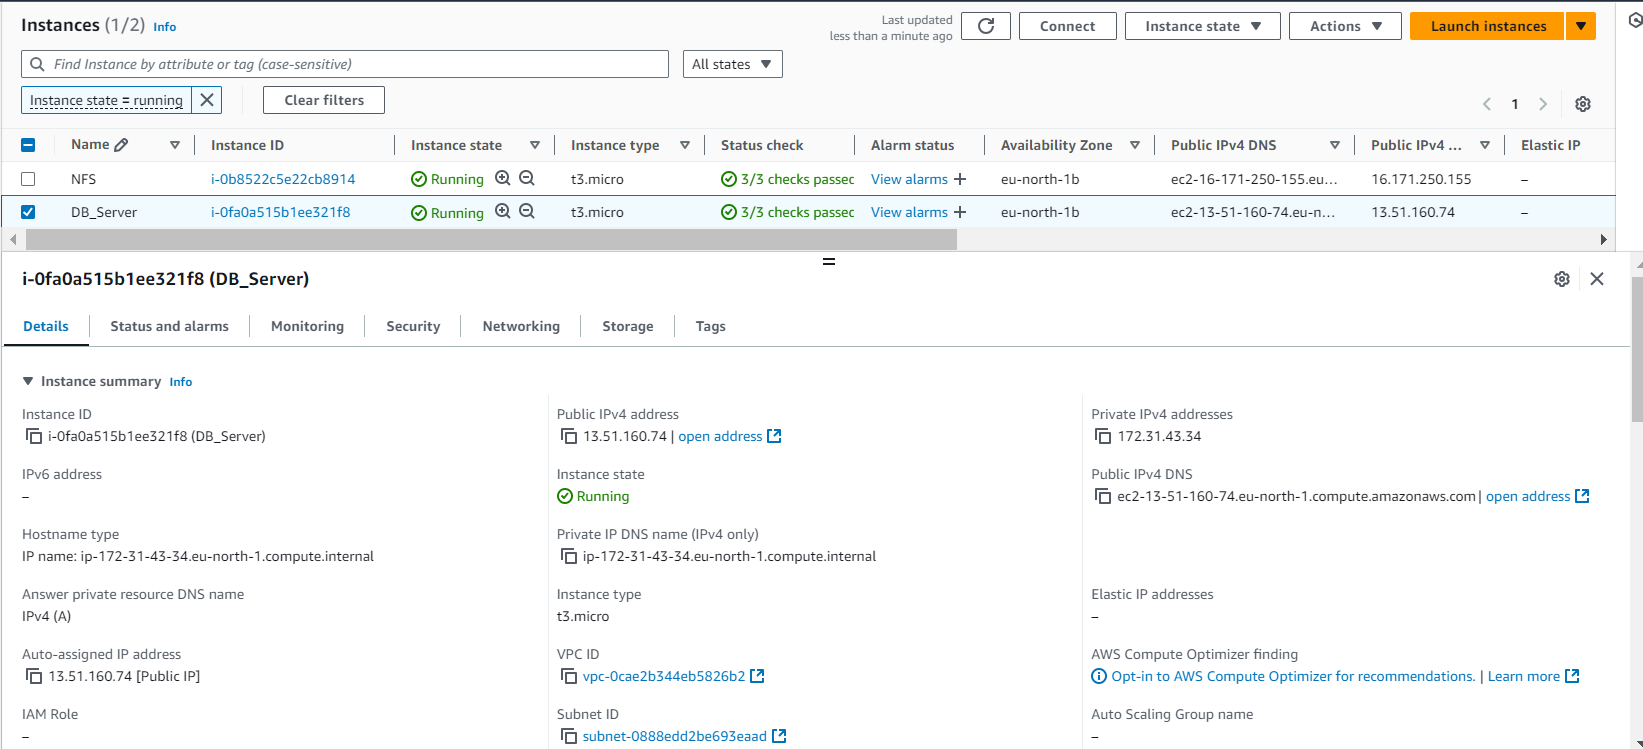 Instances (1/2) Info
Last updated
less than a minute ago
Connect
Instance state
Actions
Launch instances
Find Instance by attribute or tag (case-sensitive)
All states
Instance state = running
Clear filters
1
Name Instance ID Instance state Instance type Status check Alarm status Availability Zone Public IPv4 DNS Public IPv4 ... Elastic IP
NFS i-0b8522c5e22cb8914 Running t3.micro 3/3 checks passec View alarms + eu-north-1b ec2-16-171-250-155.eu... 16.171.250.155 –
DB_Server i-0fa0a515b1ee321f8 Running t3.micro 3/3 checks passec View alarms + eu-north-1b ec2-13-51-160-74.eu-n... 13.51.160.74 –
i-0fa0a515b1ee321f8 (DB_Server)
Details Status and alarms Monitoring Security Networking Storage Tags
Instance summary Info
Instance ID
i-0fa0a515b1ee321f8 (DB_Server)
Public IPv4 address
13.51.160.74 | open address
Private IPv4 addresses
172.31.43.34
IPv6 address
–
Instance state
Running
Public IPv4 DNS
ec2-13-51-160-74.eu-north-1.compute.amazonaws.com | open address
Hostname type
IP name: ip-172-31-43-34.eu-north-1.compute.internal
Private IP DNS name (IPv4 only)
ip-172-31-43-34.eu-north-1.compute.internal
Answer private resource DNS name
IPv4 (A)
Instance type
t3.micro
Elastic IP addresses
–
Auto-assigned IP address
13.51.160.74 [Public IP]
VPC ID
vpc-0cae2b344eb5826b2
AWS Compute Optimizer finding
Opt-in to AWS Compute Optimizer for recommendations. | Learn more
IAM Role
–
Subnet ID
subnet-0888edd2be693eaad
Auto Scaling Group name
–